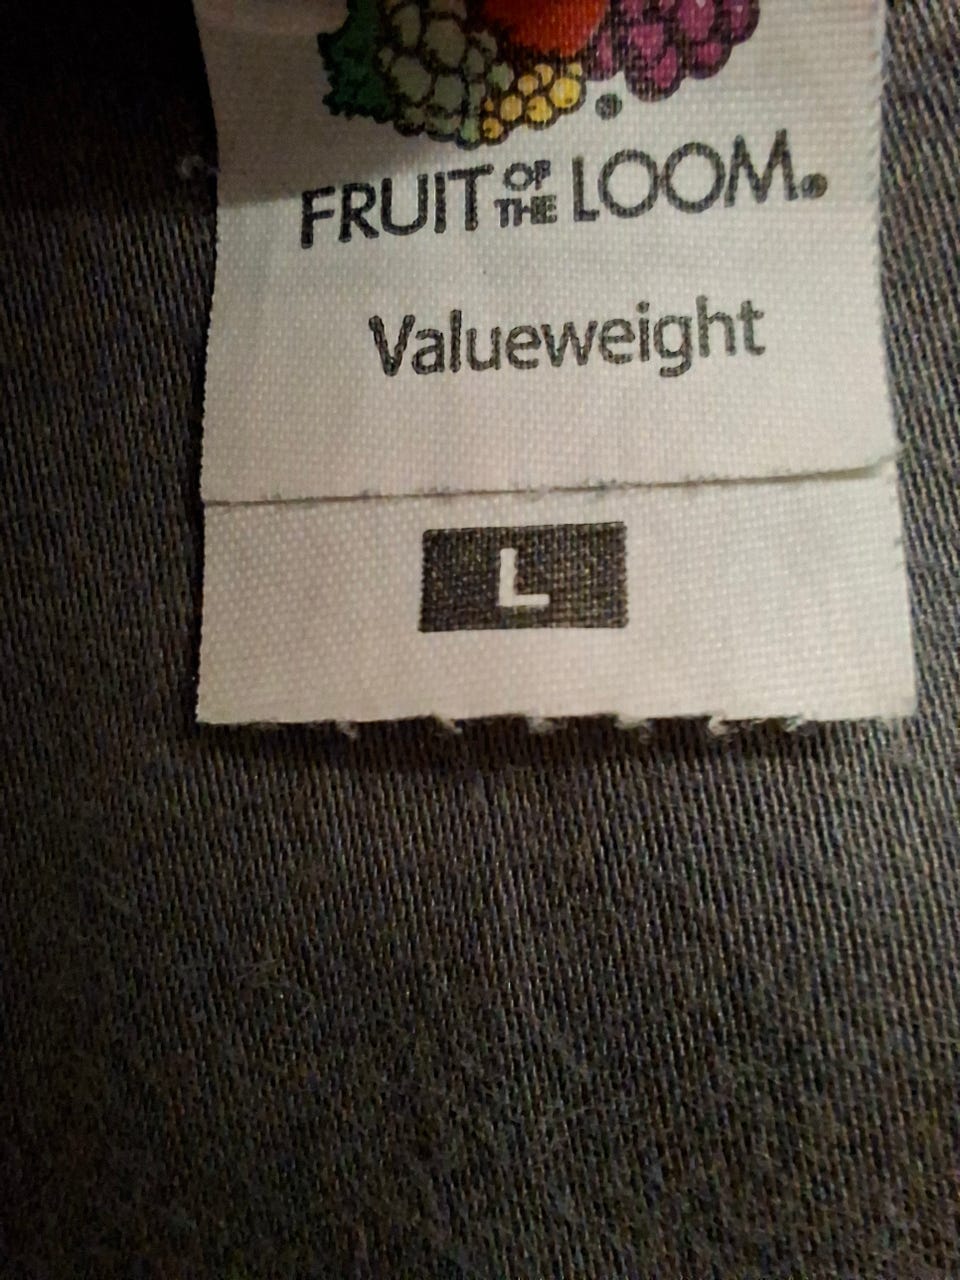 FRUIT OF THE LOOM®
Valueweight
L